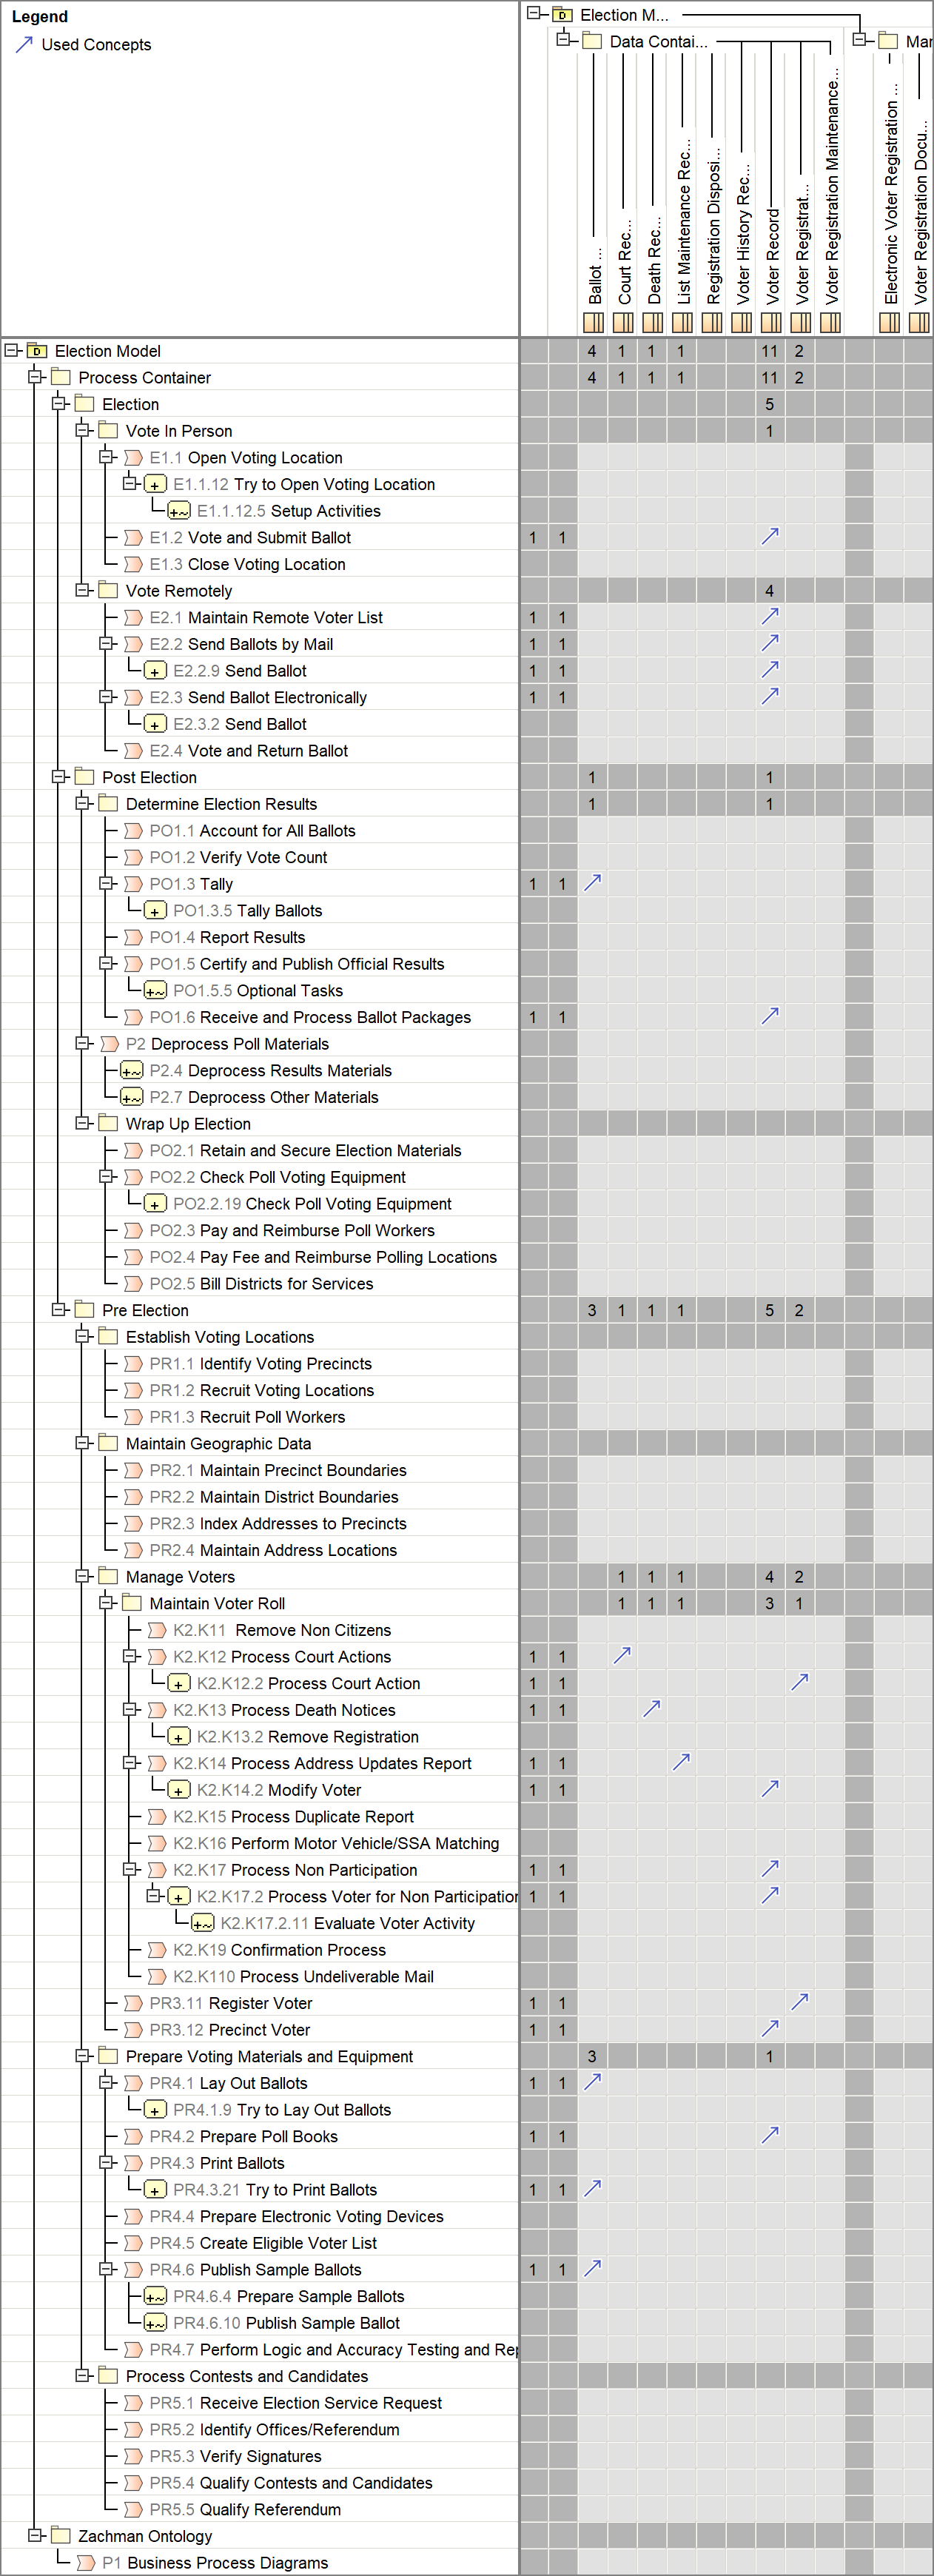 Legend
Used Concepts
Election M...
Data Contai...
Mar
Ballot ...
Court Rec...
Death Rec...
List Maintenance Rec...
Registration Disposi...
Voter History Rec...
Voter Record
Voter Registrat...
Voter Registration Maintenance...
Electronic Voter Registration ...
Voter Registration Docu...
Election Model 4 1 1 1 11 2
Process Container 4 1 1 1 11 2
Election 5
Vote In Person 1
E1.1 Open Voting Location
E1.1.12 Try to Open Voting Location
E1.1.12.5 Setup Activities
E1.2 Vote and Submit Ballot 1 1
E1.3 Close Voting Location
Vote Remotely 4
E2.1 Maintain Remote Voter List 1 1
E2.2 Send Ballots by Mail 1 1
E2.2.9 Send Ballot 1 1
E2.3 Send Ballot Electronically 1 1
E2.3.2 Send Ballot
E2.4 Vote and Return Ballot
Post Election 1 1
Determine Election Results 1 1
PO1.1 Account for All Ballots
PO1.2 Verify Vote Count
PO1.3 Tally 1 1
PO1.3.5 Tally Ballots
PO1.4 Report Results
PO1.5 Certify and Publish Official Results
PO1.5.5 Optional Tasks
PO1.6 Receive and Process Ballot Packages 1 1
P2 Deprocess Poll Materials
P2.4 Deprocess Results Materials
P2.7 Deprocess Other Materials
Wrap Up Election
PO2.1 Retain and Secure Election Materials
PO2.2 Check Poll Voting Equipment
PO2.2.19 Check Poll Voting Equipment
PO2.3 Pay and Reimburse Poll Workers
PO2.4 Pay Fee and Reimburse Polling Locations
PO2.5 Bill Districts for Services
Pre Election 3 1 1 1 5 2
Establish Voting Locations
PR1.1 Identify Voting Precincts
PR1.2 Recruit Voting Locations
PR1.3 Recruit Poll Workers
Maintain Geographic Data
PR2.1 Maintain Precinct Boundaries
PR2.2 Maintain District Boundaries
PR2.3 Index Addresses to Precincts
PR2.4 Maintain Address Locations
Manage Voters 1 1 1 4 2
Maintain Voter Roll 1 1 1 3 1
K2.K11 Remove Non Citizens
K2.K12 Process Court Actions 1 1
K2.K12.2 Process Court Action 1 1
K2.K13 Process Death Notices 1 1
K2.K13.2 Remove Registration
K2.K14 Process Address Updates Report 1 1
K2.K14.2 Modify Voter 1 1
K2.K15 Process Duplicate Report
K2.K16 Perform Motor Vehicle/SSA Matching
K2.K17 Process Non Participation 1 1
K2.K17.2 Process Voter for Non Participation 1 1
K2.K17.2.11 Evaluate Voter Activity
K2.K19 Confirmation Process
K2.K110 Process Undeliverable Mail
PR3.11 Register Voter 1 1
PR3.12 Precinct Voter 1 1
Prepare Voting Materials and Equipment 3 1
PR4.1 Lay Out Ballots 1 1
PR4.1.9 Try to Lay Out Ballots
PR4.2 Prepare Poll Books 1 1
PR4.3 Print Ballots
PR4.3.21 Try to Print Ballots 1 1
PR4.4 Prepare Electronic Voting Devices
PR4.5 Create Eligible Voter List
PR4.6 Publish Sample Ballots 1 1
PR4.6.4 Prepare Sample Ballots
PR4.6.10 Publish Sample Ballot
PR4.7 Perform Logic and Accuracy Testing and Rep
Process Contests and Candidates
PR5.1 Receive Election Service Request
PR5.2 Identify Offices/Referendum
PR5.3 Verify Signatures
PR5.4 Qualify Contests and Candidates
PR5.5 Qualify Referendum
Zachman Ontology
P1 Business Process Diagrams